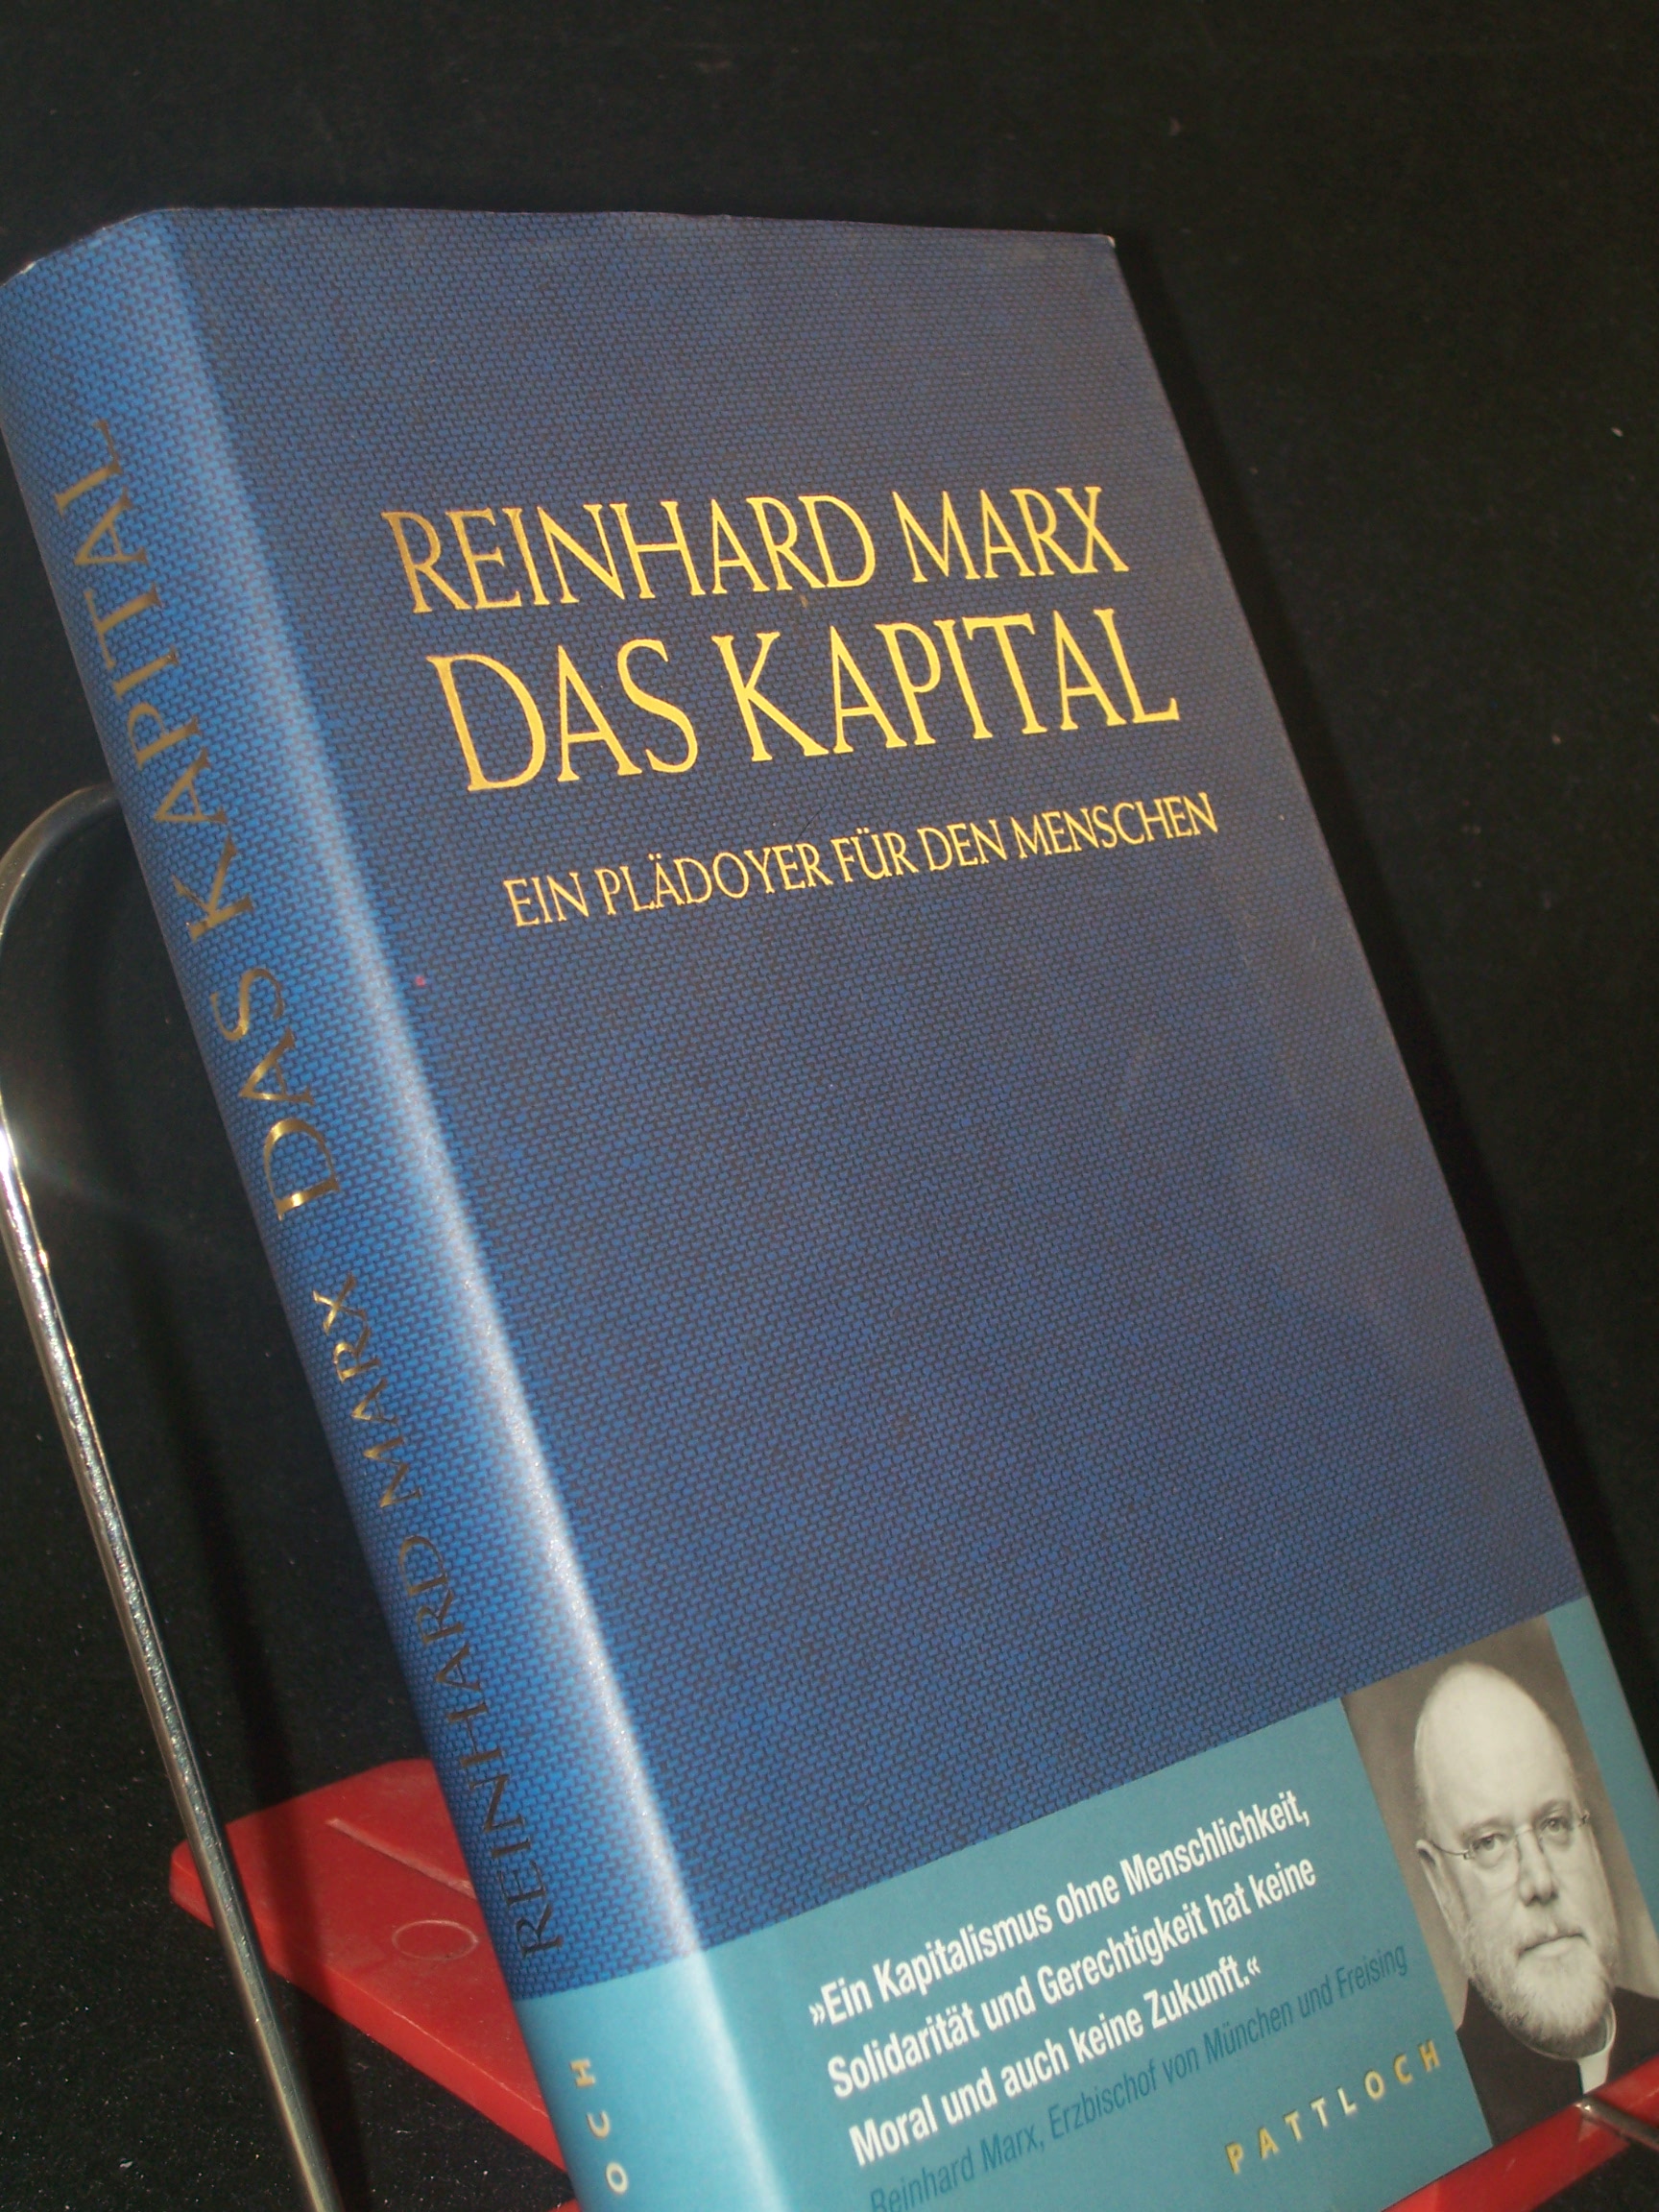 REINHARD MARX
DAS KAPITAL
EIN PLÄDOYER FÜR DEN MENSCHEN
»Ein Kapitalismus ohne Menschlichkeit,
Solidarität und Gerechtigkeit hat keine
Moral und auch keine Zukunft.«
Reinhard Marx, Erzbischof von München und Freising
PATTLOCH
REINHARD MARX DAS KAPITAL
OCH